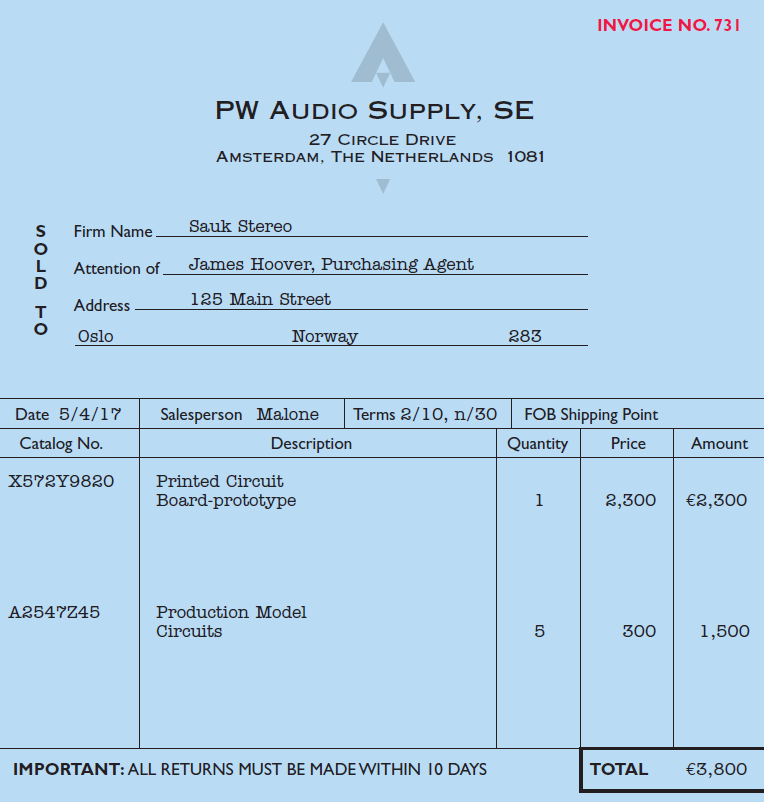 INVOICE NO. 731
PW AUDIO SUPPLY, SE
27 CIRCLE DRIVE
AMSTERDAM, THE NETHERLANDS 1081
SOLD TO
Firm Name Sauk Stereo
Attention of James Hoover, Purchasing Agent
Address 125 Main Street
Oslo Norway 283
Date 5/4/17 Salesperson Malone Terms 2/10, n/30 FOB Shipping Point
Catalog No. Description Quantity Price Amount
X572Y9820 Printed Circuit
Board-prototype 1 2,300 €2,300
A2547Z45 Production Model
Circuits 5 300 1,500
IMPORTANT: ALL RETURNS MUST BE MADE WITHIN 10 DAYS TOTAL €3,800